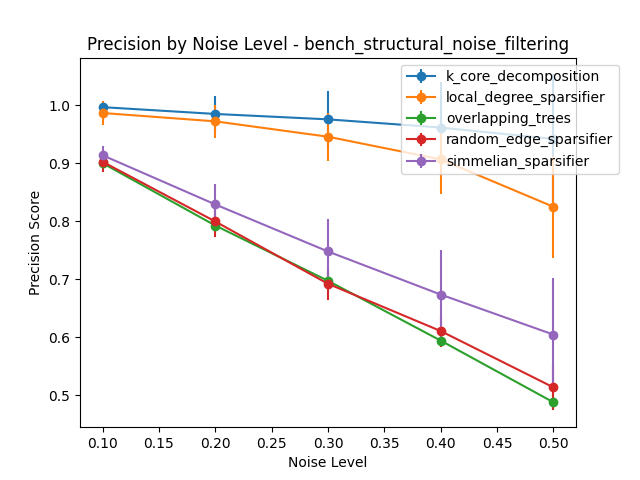 Precision by Noise Level - bench_structural_noise_filtering
k_core_decomposition
local_degree_sparsifier
overlapping_trees
random_edge_sparsifier
simmelian_sparsifier
Precision Score
1.0
0.9
0.8
0.7
0.6
0.5
0.10 0.15 0.20 0.25 0.30 0.35 0.40 0.45 0.50
Noise Level